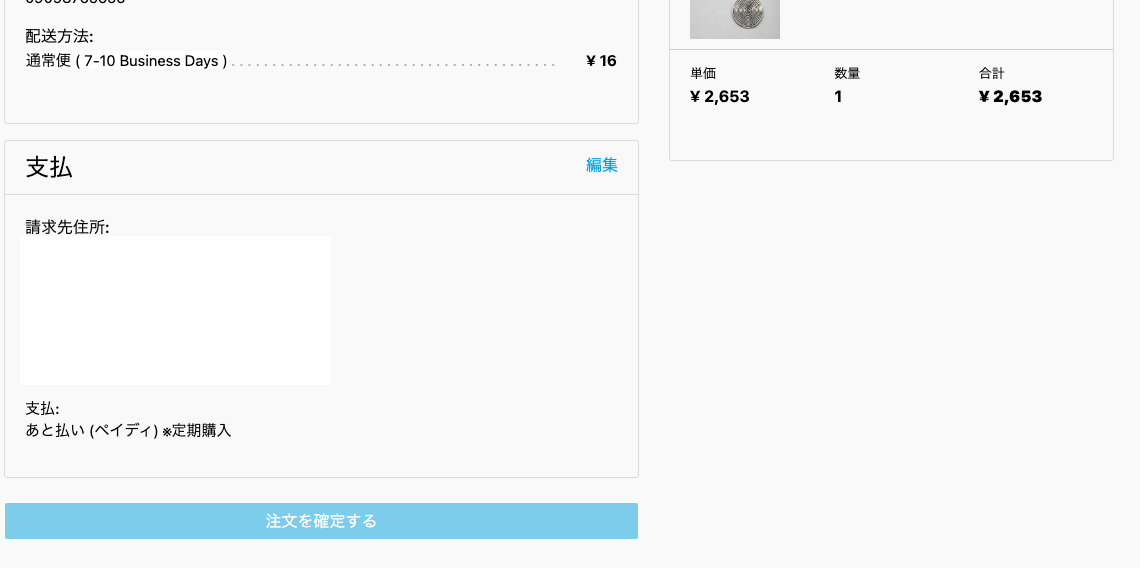 配送方法:
通常便 ( 7-10 Business Days ) ¥ 16
支払
編集
請求先住所:
支払:
あと払い (ペイディ) ※定期購入
注文を確定する
単価 数量 合計
¥ 2,653 1 ¥ 2,653